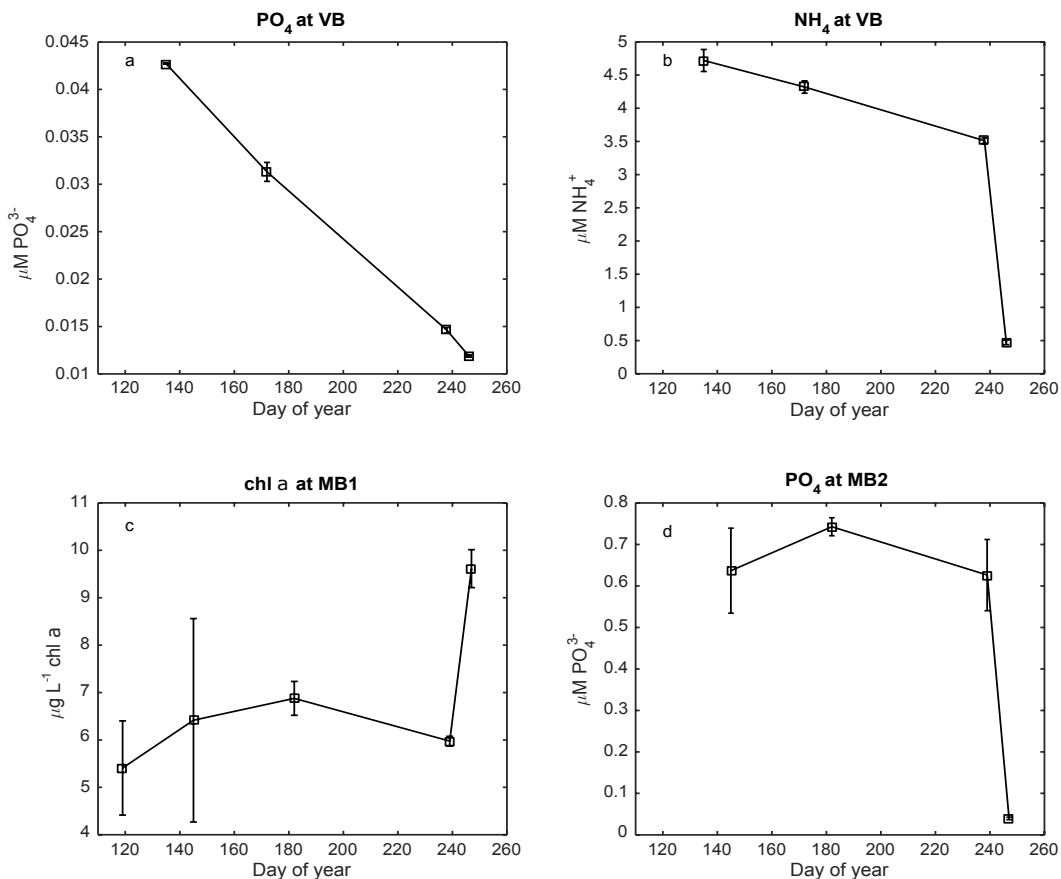 PO4 at VB
a
0.045
0.04
0.035
0.03
0.025
0.02
0.015
0.01
μM PO4 3-
120 140 160 180 200 220 240 260
Day of year
NH4 at VB
b
5
4.5
4
3.5
3
2.5
2
1.5
1
0.5
0
μM NH4 +
120 140 160 180 200 220 240 260
Day of year
chl a at MB1
c
11
10
9
8
7
6
5
4
μg L-1 chl a
120 140 160 180 200 220 240 260
Day of year
PO4 at MB2
d
0.8
0.7
0.6
0.5
0.4
0.3
0.2
0.1
0
μM PO4 3-
120 140 160 180 200 220 240 260
Day of year